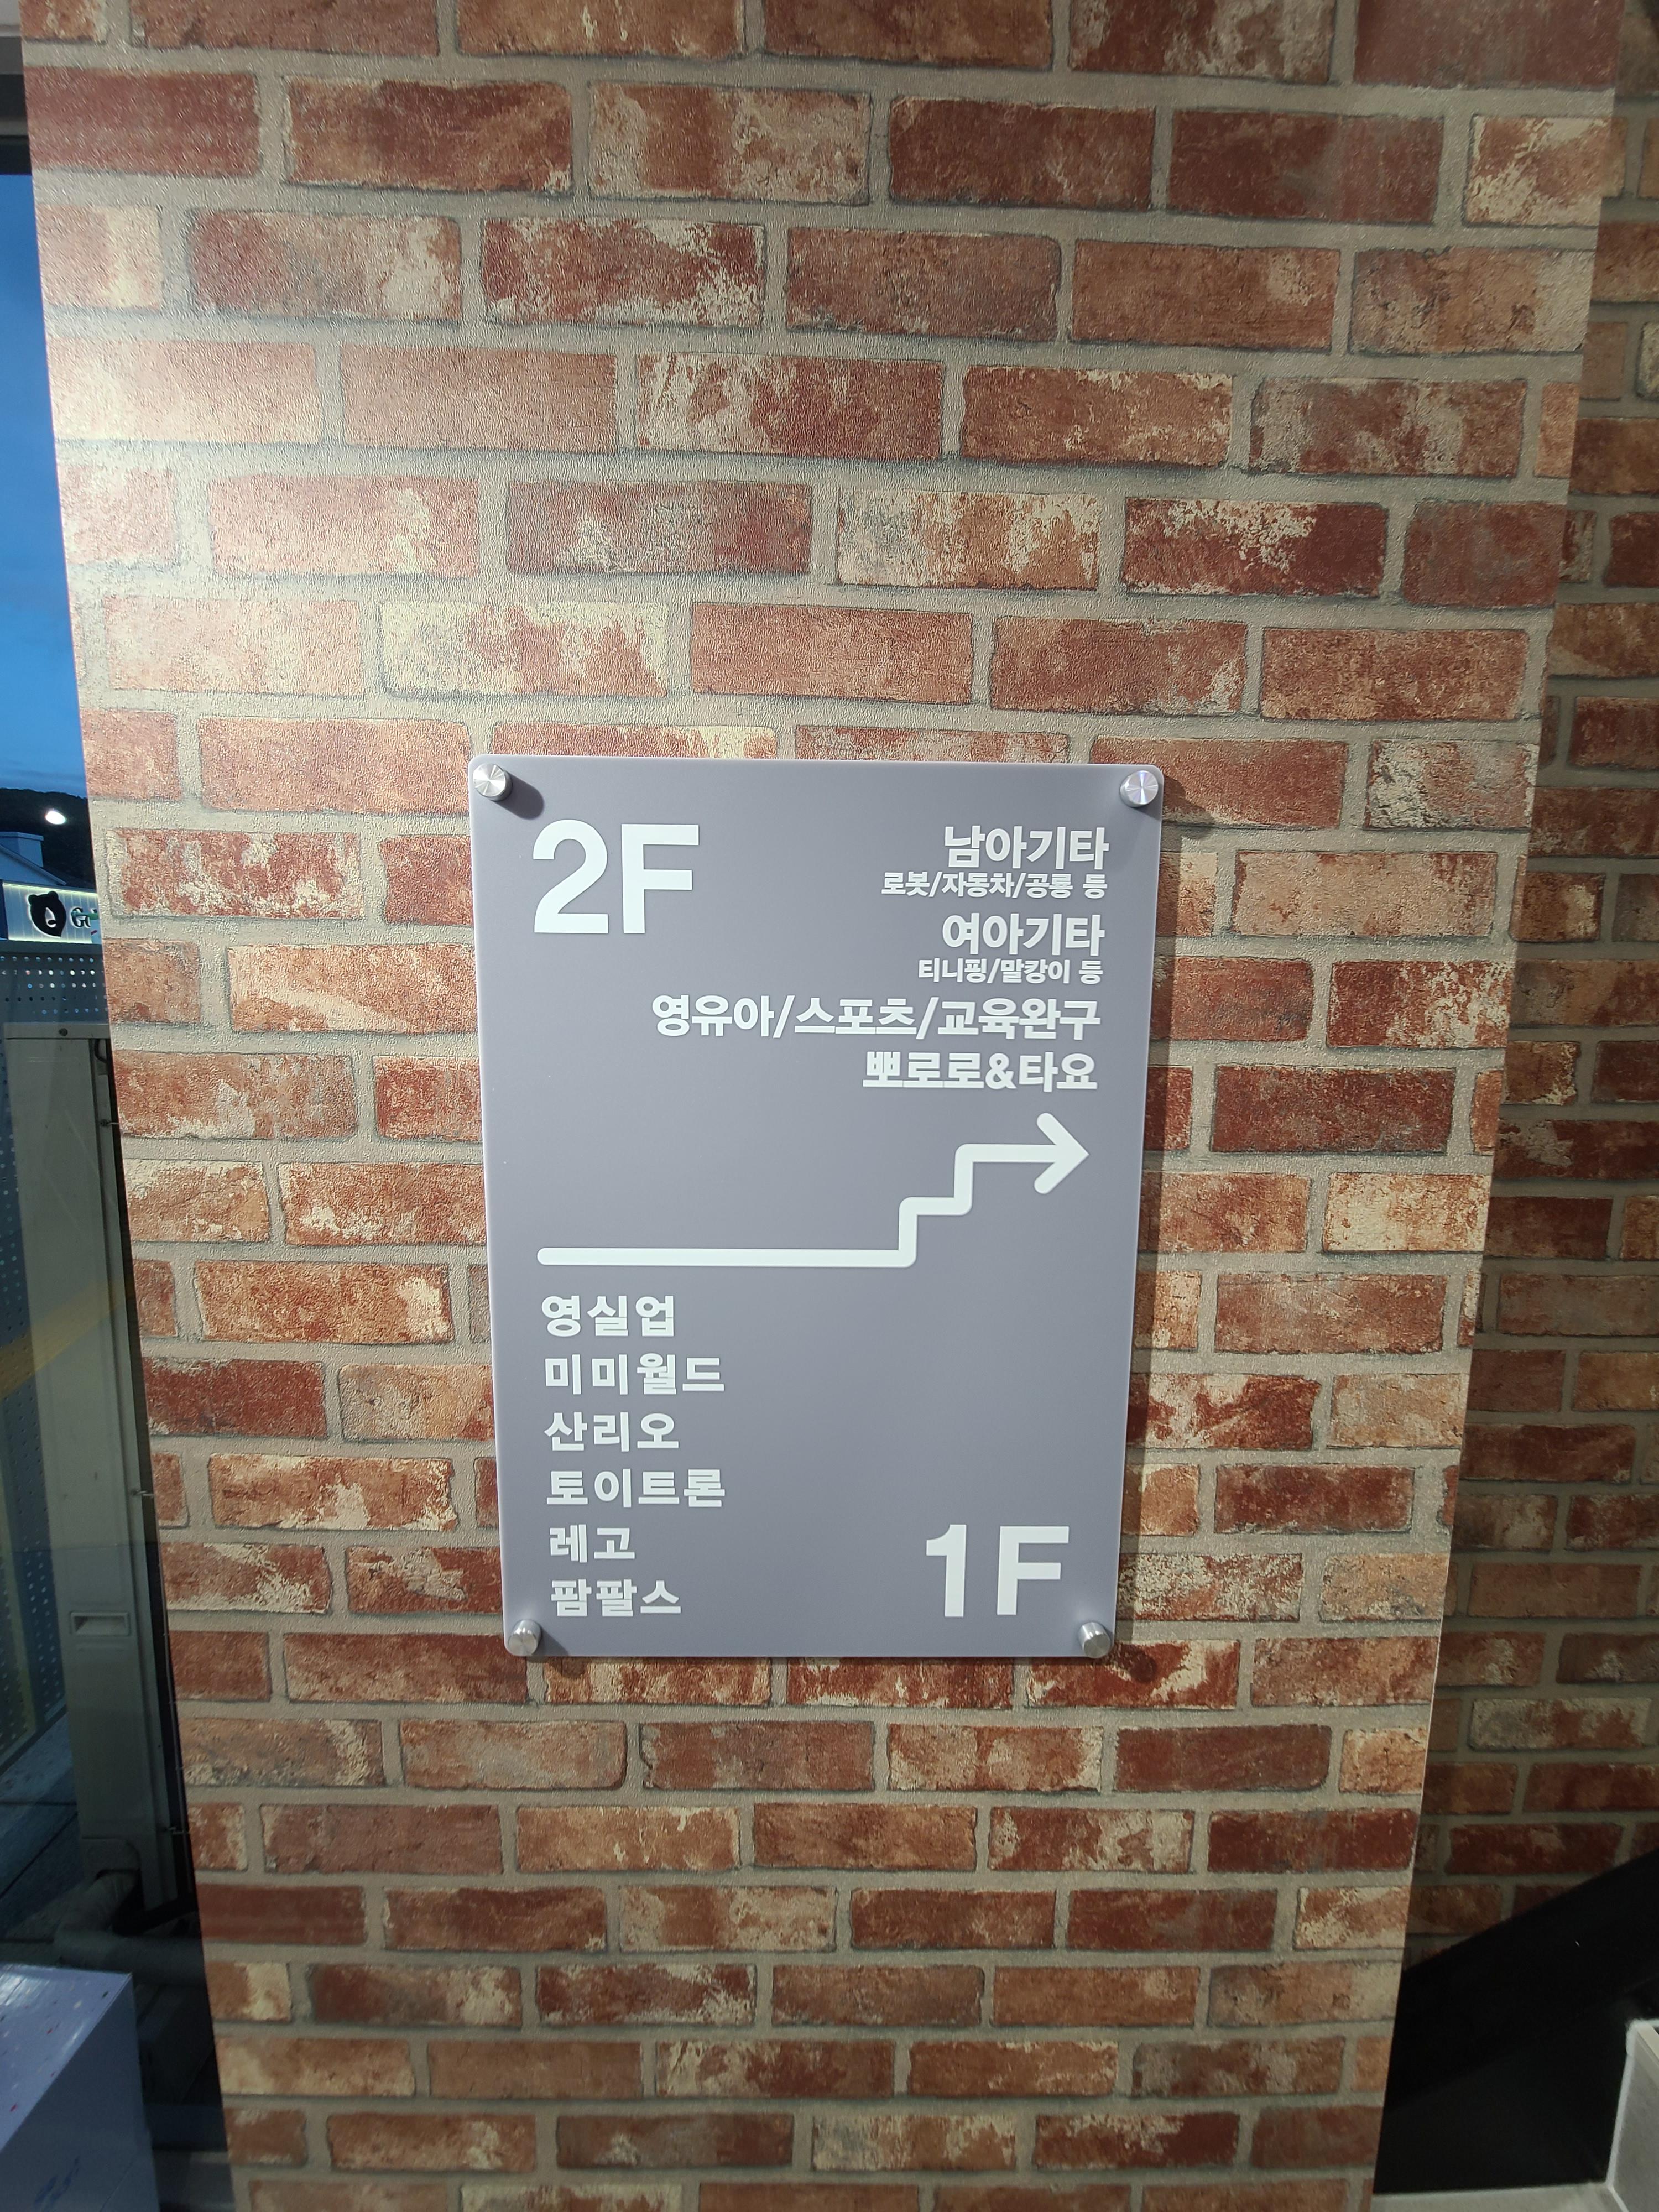 2F
남아기타
로봇/자동차/공룡 등
여아기타
티니핑/말캉이 등
영유아/스포츠/교육완구
뽀로로&타요
영실업
미미월드
산리오
토이트론
레고
팜팔스
1F